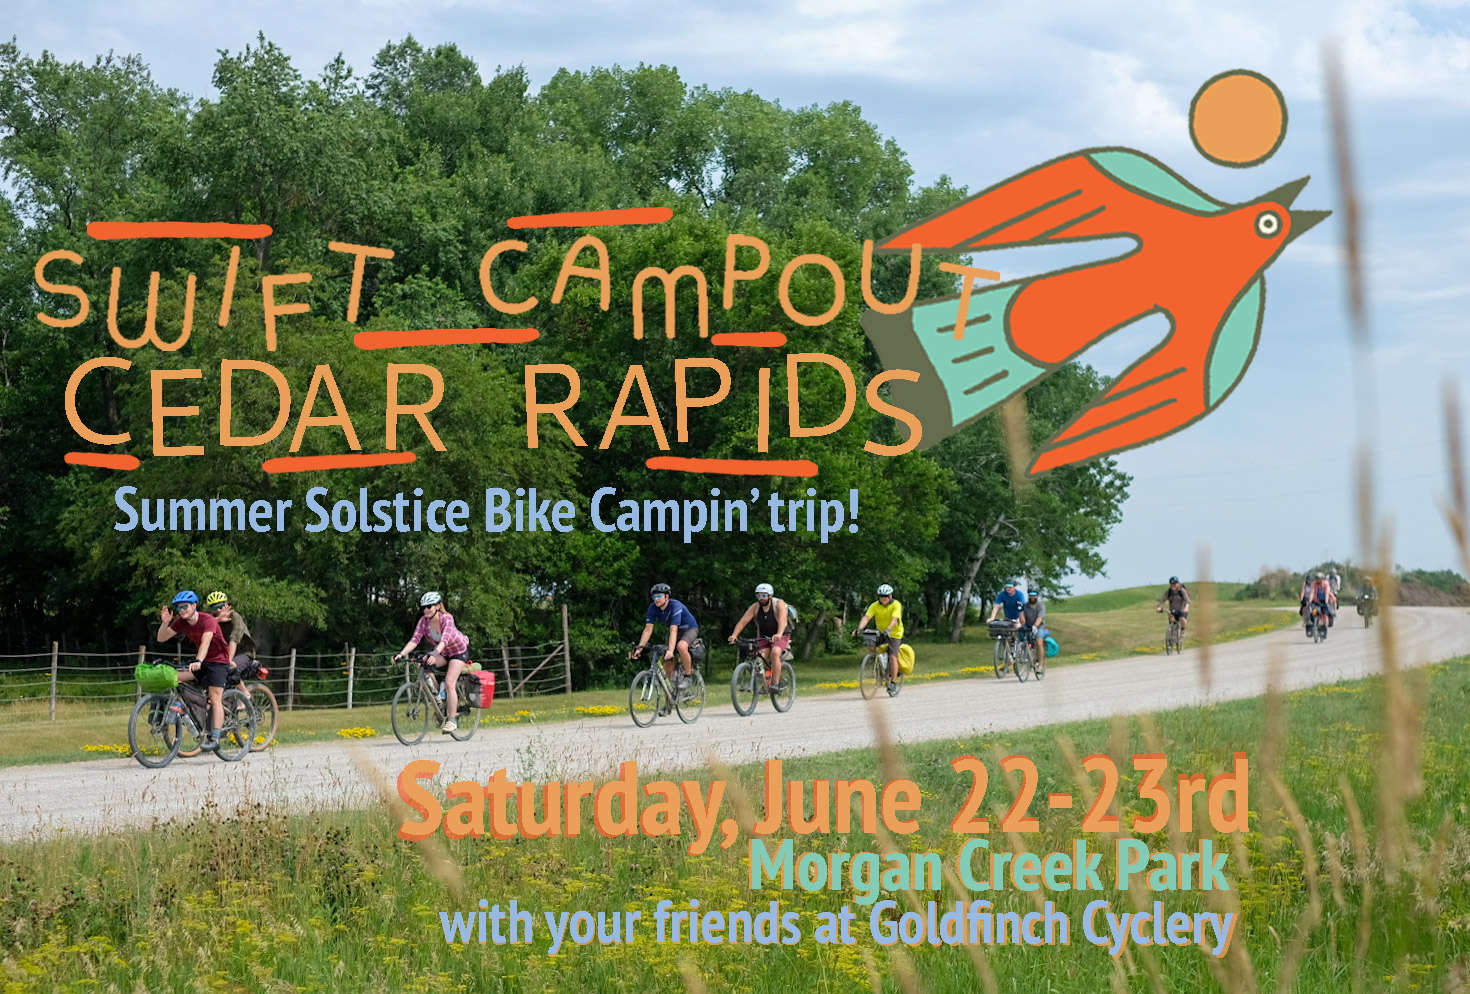 SWIFT CAMPOUT
CEDAR RAPIDS
Summer Solstice Bike Campin' trip!
Saturday, June 22-23rd
Morgan Creek Park
with your friends at Goldfinch Cyclery